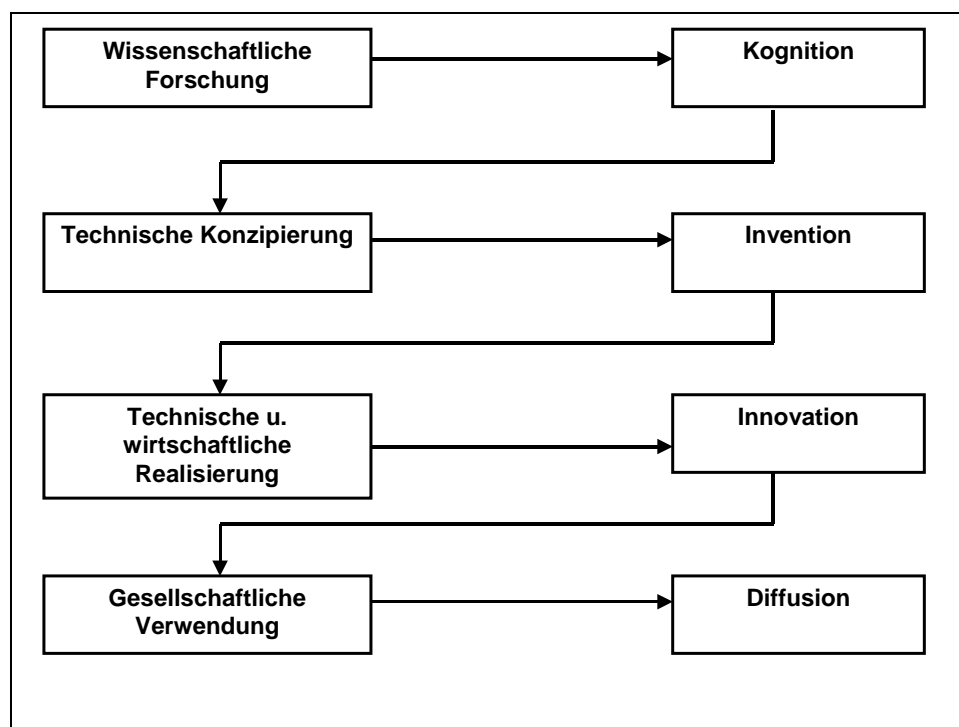 Wissenschaftliche
Forschung
Kognition
Technische Konzipierung
Invention
Technische u.
wirtschaftliche
Realisierung
Innovation
Gesellschaftliche
Verwendung
Diffusion